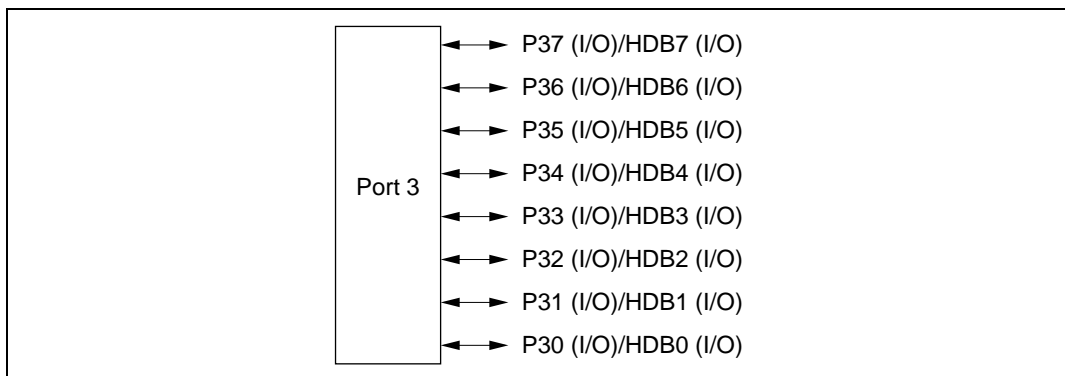 P37 (I/O)/HDB7 (I/O)
P36 (I/O)/HDB6 (I/O)
P35 (I/O)/HDB5 (I/O)
P34 (I/O)/HDB4 (I/O)
Port 3
P33 (I/O)/HDB3 (I/O)
P32 (I/O)/HDB2 (I/O)
P31 (I/O)/HDB1 (I/O)
P30 (I/O)/HDB0 (I/O)